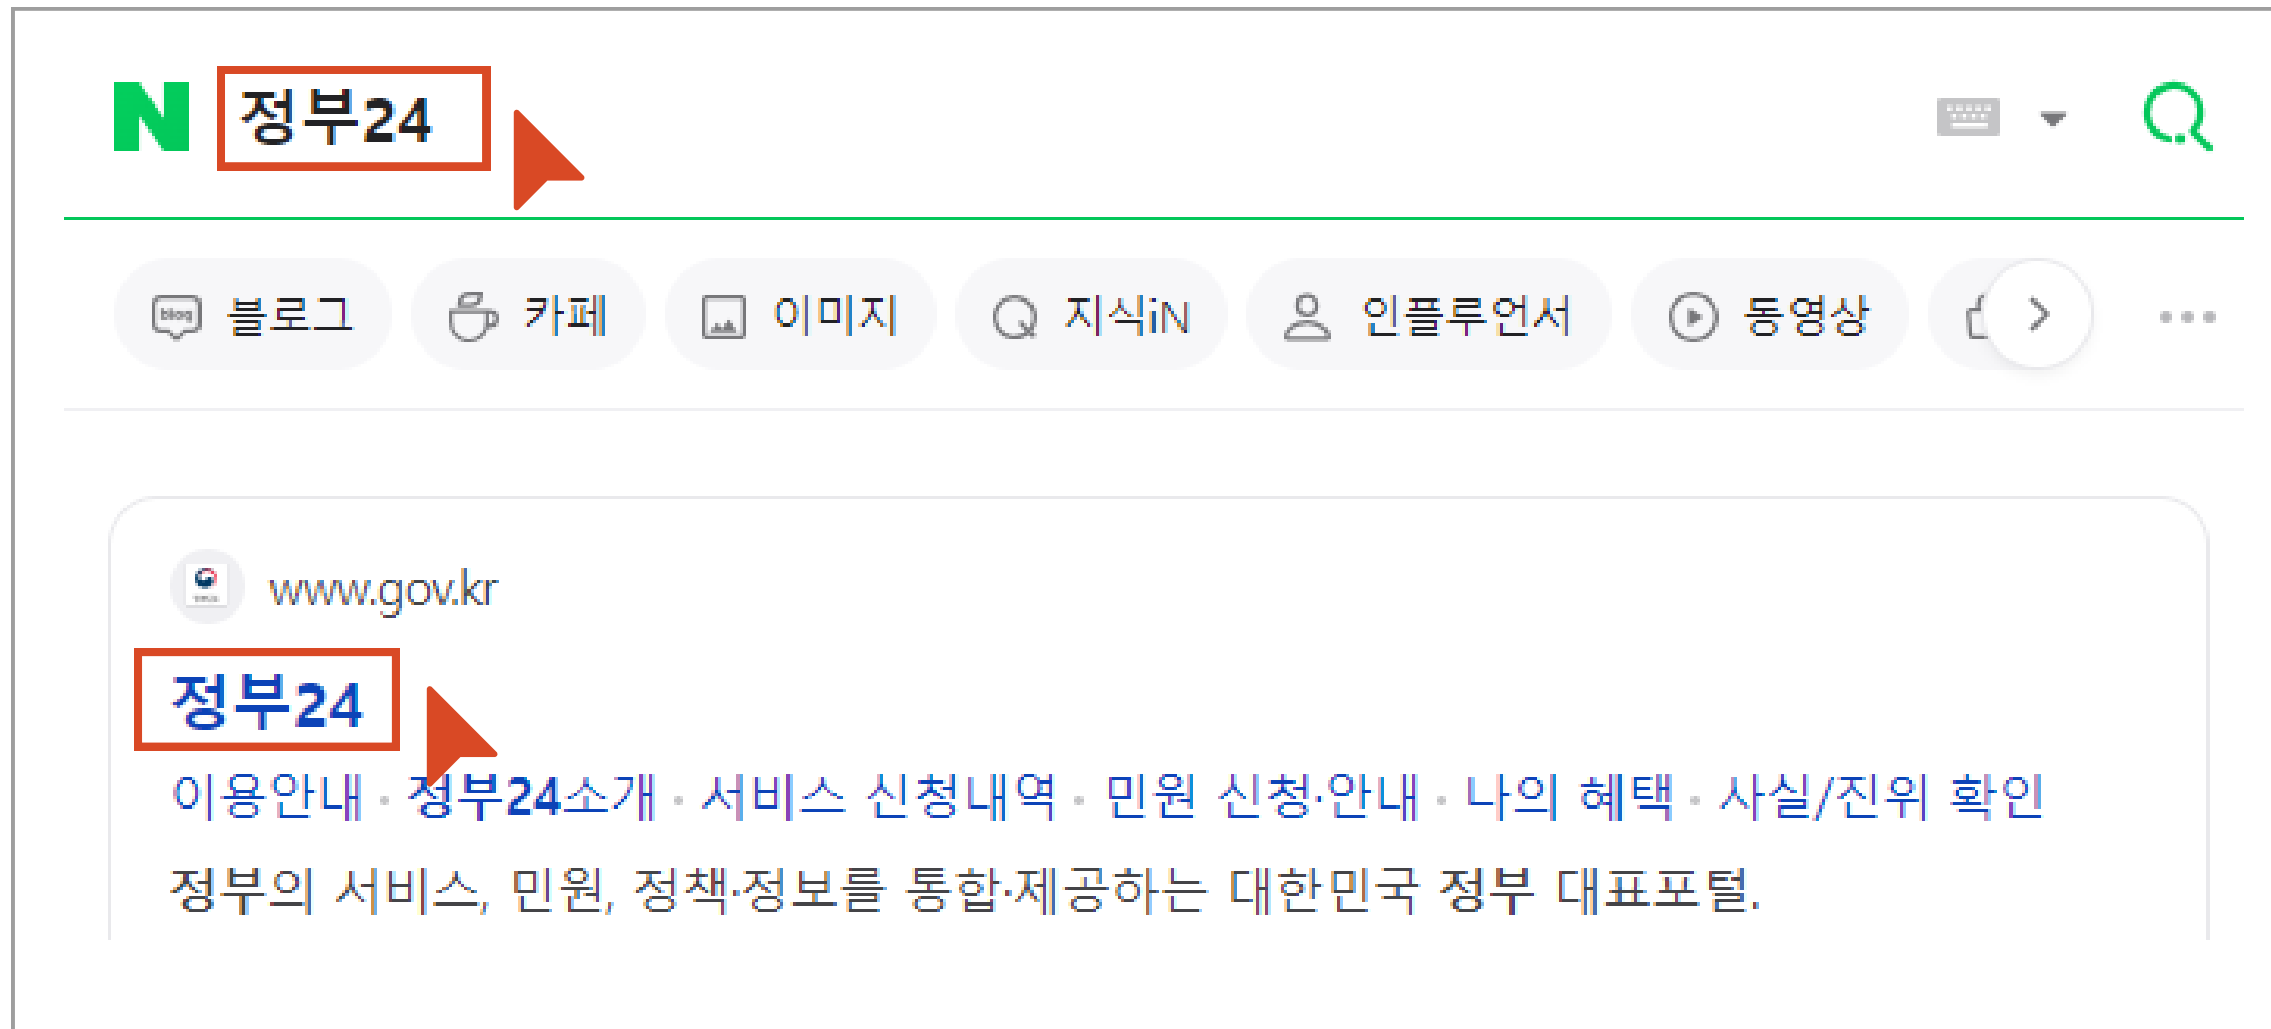 N 정부24
블로그 카페 이미지 지식iN 인플루언서 동영상
www.gov.kr
정부24
이용안내 · 정부24소개 · 서비스 신청내역 · 민원 신청·안내 · 나의 혜택 · 사실/진위 확인
정부의 서비스, 민원, 정책·정보를 통합·제공하는 대한민국 정부 대표포털.